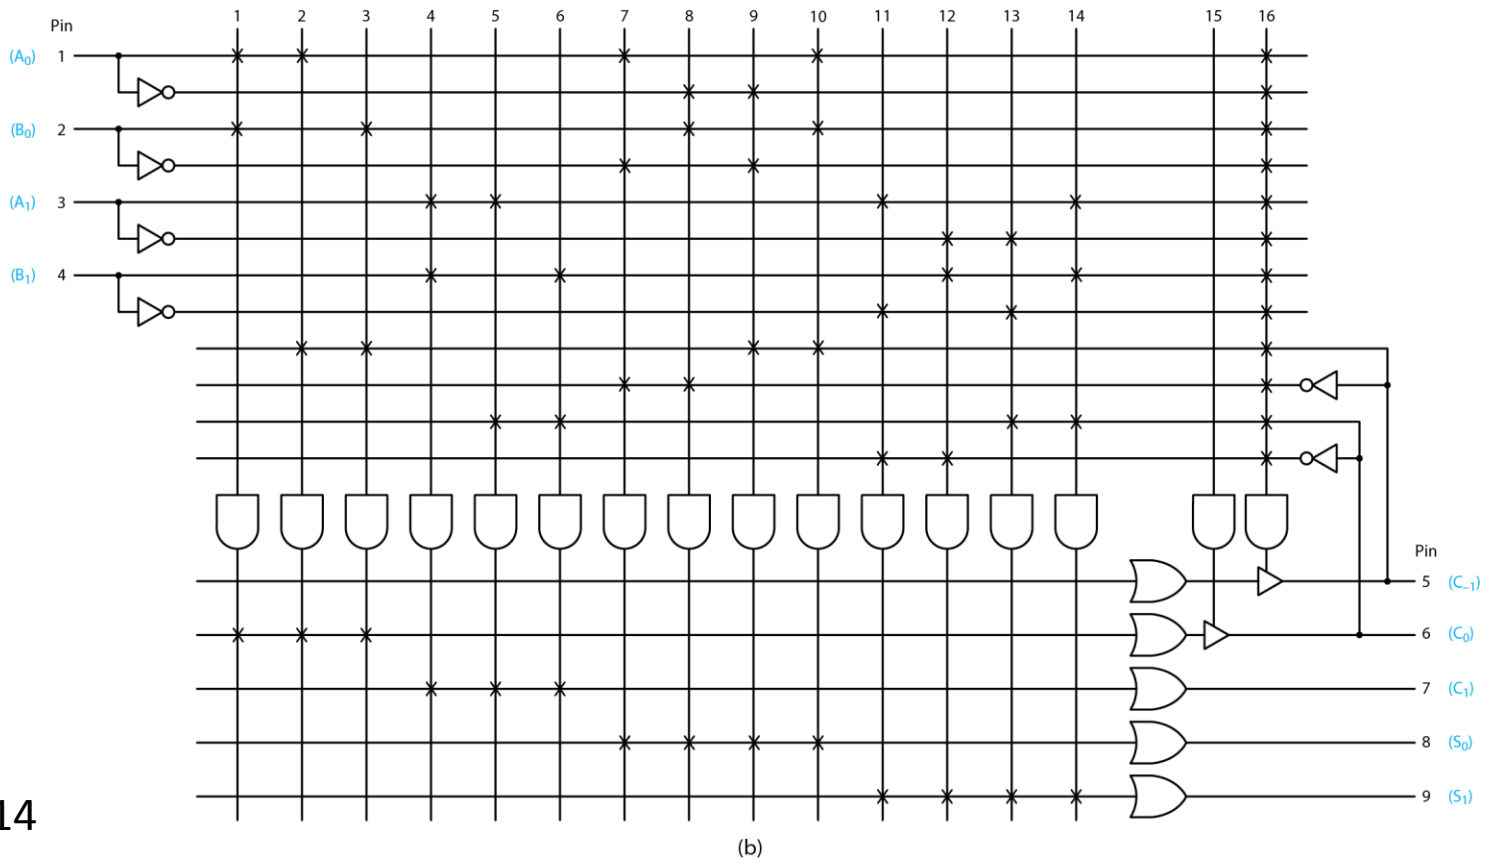 1 2 3 4 5 6 7 8 9 10 11 12 13 14 15 16
Pin
(A₀) 1
(B₀) 2
(A₁) 3
(B₁) 4
Pin
5 (C₋₁)
6 (C₀)
7 (C₁)
8 (S₀)
9 (S₁)
14
(b)